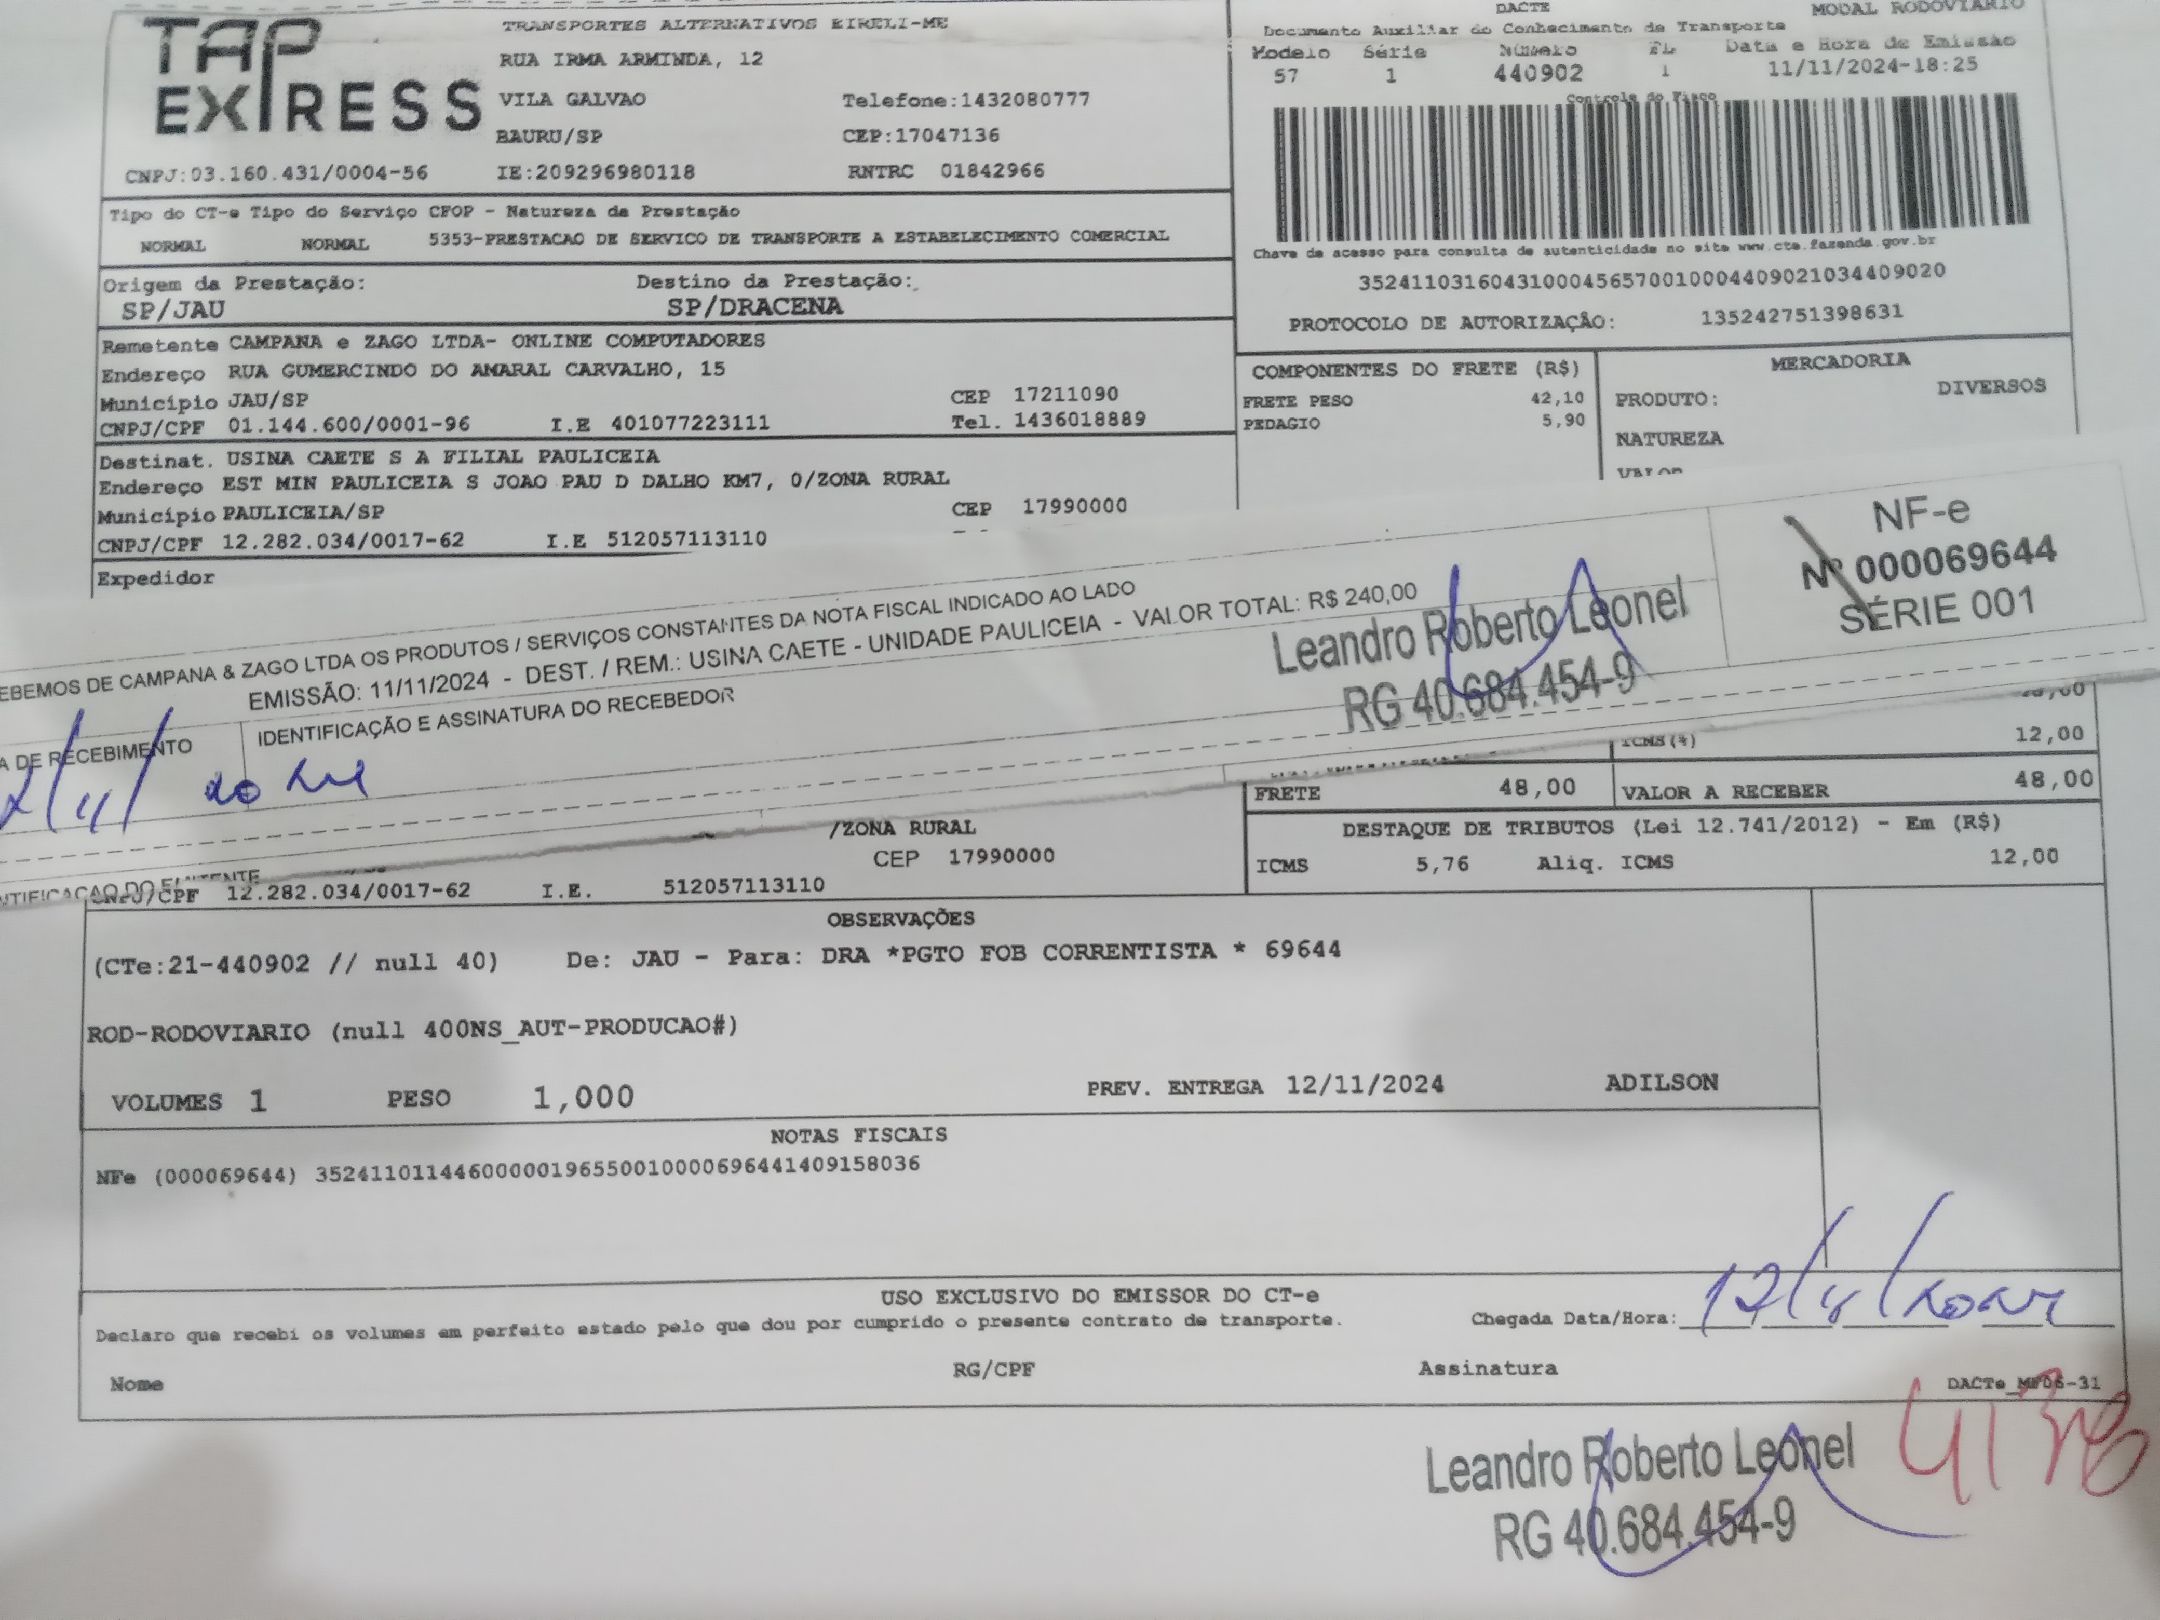 TAP EXPRESS
TRANSPORTES ALTERNATIVOS EIRELI-ME
RUA IRMA ARMINDA, 12
VILA GALVAO Telefone:1432080777
BAURU/SP CEP:17047136
CNPJ:03.160.431/0004-56 IE:209296980118 RNTRC 01842966
DACTE MODAL RODOVIARIO
Documento Auxiliar do Conhecimento de Transporte
Modelo Série Número FL Data e Hora de Emissão
57 1 440902 1 11/11/2024-18:25
Controle do Fisco
Chave de acesso para consulta de autenticidade no site www.cte.fazenda.gov.br
35241103160431000456570010004409021034409020
PROTOCOLO DE AUTORIZAÇÃO: 135242751398631
Tipo do CT-e Tipo do Serviço CFOP - Natureza da Prestação
NORMAL NORMAL 5353-PRESTACAO DE SERVICO DE TRANSPORTE A ESTABELECIMENTO COMERCIAL
Origem da Prestação: Destino da Prestação:
SP/JAU SP/DRACENA
Remetente CAMPANA e ZAGO LTDA- ONLINE COMPUTADORES
Endereço RUA GUMERCINDO DO AMARAL CARVALHO, 15
Município JAU/SP CEP 17211090
CNPJ/CPF 01.144.600/0001-96 I.E 401077223111 Tel. 1436018889
Destinat. USINA CAETE S A FILIAL PAULICEIA
Endereço EST MIN PAULICEIA S JOAO PAU D DALHO KM7, 0/ZONA RURAL
Município PAULICEIA/SP CEP 17990000
CNPJ/CPF 12.282.034/0017-62 I.E 512057113110
Expedidor
COMPONENTES DO FRETE (R$)
FRETE PESO 42,10
PEDAGIO 5,90
MERCADORIA
PRODUTO: DIVERSOS
NATUREZA
VALOR
EBEMOS DE CAMPANA & ZAGO LTDA OS PRODUTOS / SERVIÇOS CONSTANTES DA NOTA FISCAL INDICADO AO LADO
EMISSÃO: 11/11/2024 - DEST. / REM.: USINA CAETE - UNIDADE PAULICEIA - VALOR TOTAL: R$ 240,00
A DE RECEBIMENTO IDENTIFICAÇÃO E ASSINATURA DO RECEBEDOR
Leandro Roberto Leonel
RG 40.684.454-9
NF-e
Nº 000069644
SÉRIE 001
ICMS(%) 12,00
FRETE 48,00 VALOR A RECEBER 48,00
DESTAQUE DE TRIBUTOS (Lei 12.741/2012) - Em (R$)
ICMS 5,76 Aliq. ICMS 12,00
/ZONA RURAL
CEP 17990000
CNPJ/CPF 12.282.034/0017-62 I.E. 512057113110
OBSERVAÇÕES
(CTe:21-440902 // null 40) De: JAU - Para: DRA *PGTO FOB CORRENTISTA * 69644
ROD-RODOVIARIO (null 400NS_AUT-PRODUCAO#)
VOLUMES 1 PESO 1,000 PREV. ENTREGA 12/11/2024 ADILSON
NOTAS FISCAIS
NFe (000069644) 35241101144600000196550010000696441409158036
USO EXCLUSIVO DO EMISSOR DO CT-e
Declaro que recebi os volumes em perfeito estado pelo que dou por cumprido o presente contrato de transporte.
Chegada Data/Hora: 12/11/2024
Nome RG/CPF Assinatura
DACTe_MF06-31
Leandro Roberto Leonel
RG 40.684.454-9